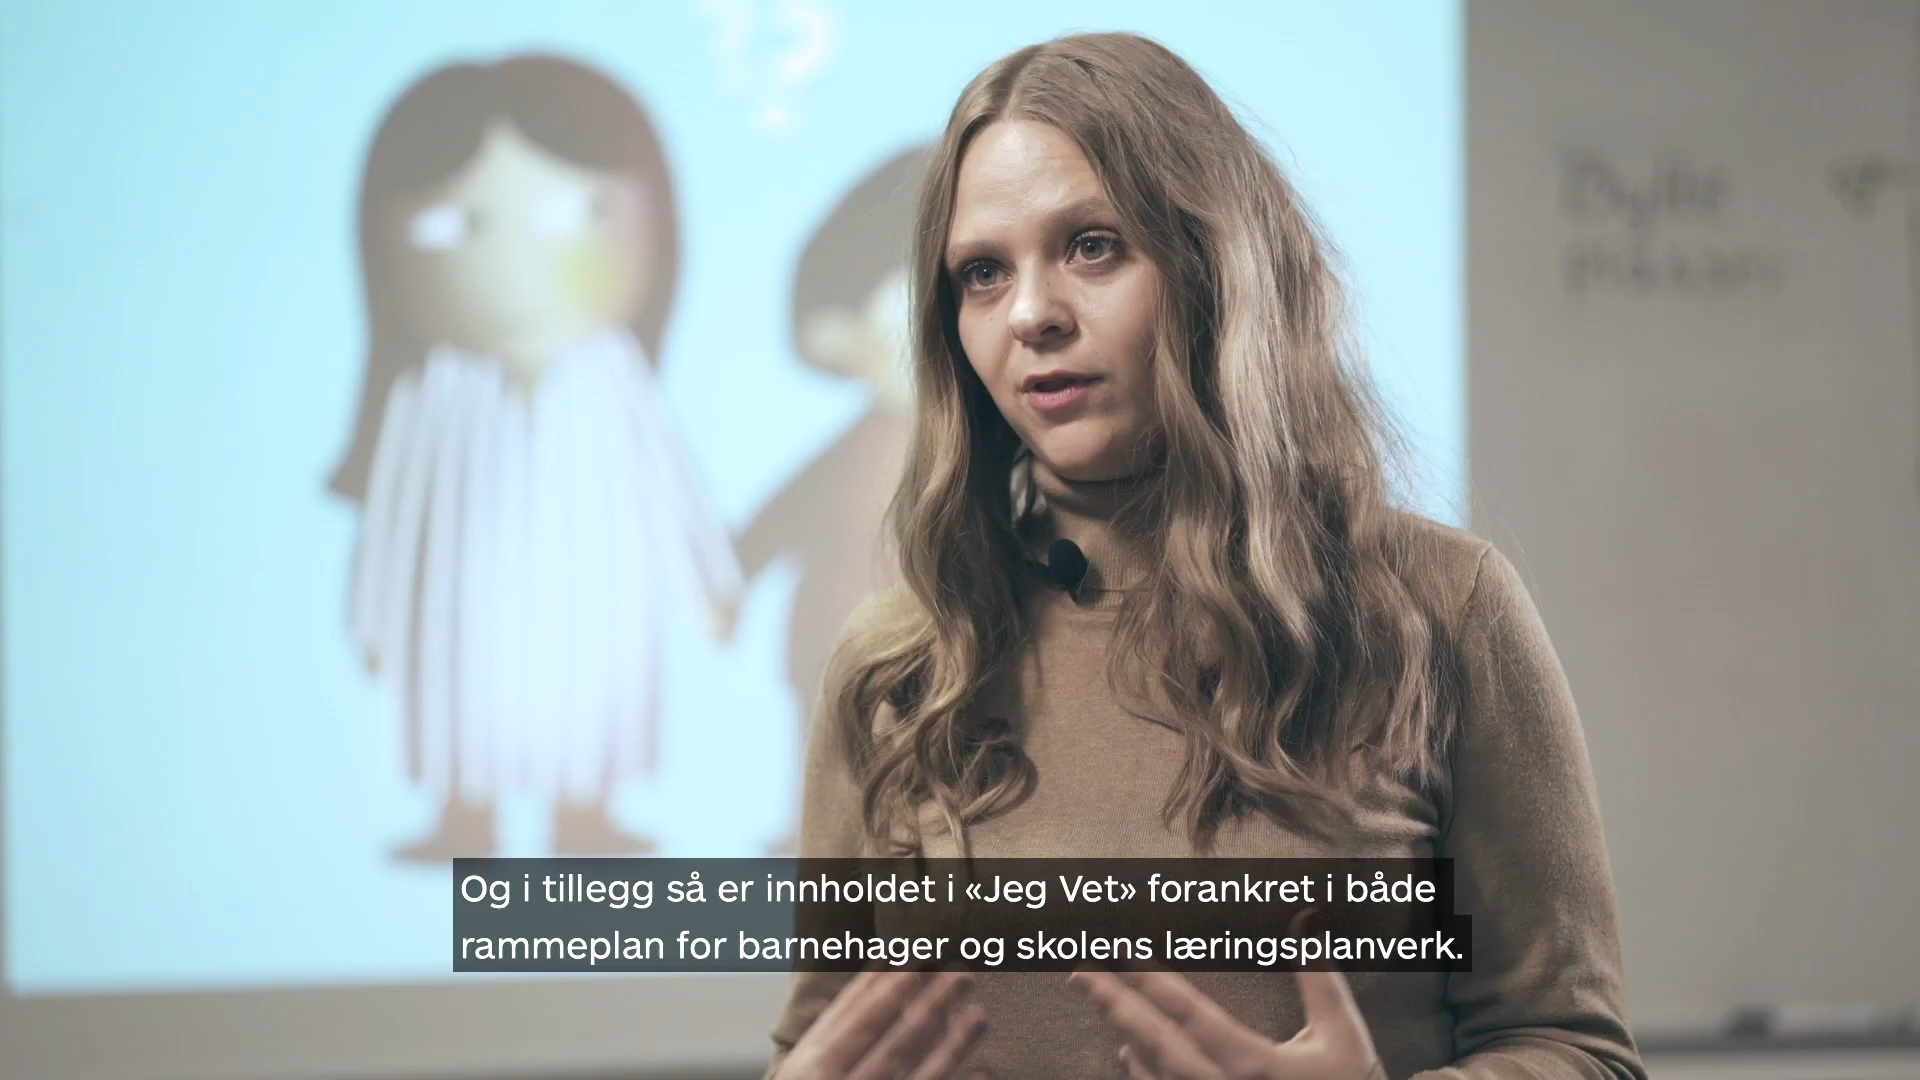 ??
Og i tillegg så er innholdet i «Jeg Vet» forankret i både
rammeplan for barnehager og skolens læringsplanverk.